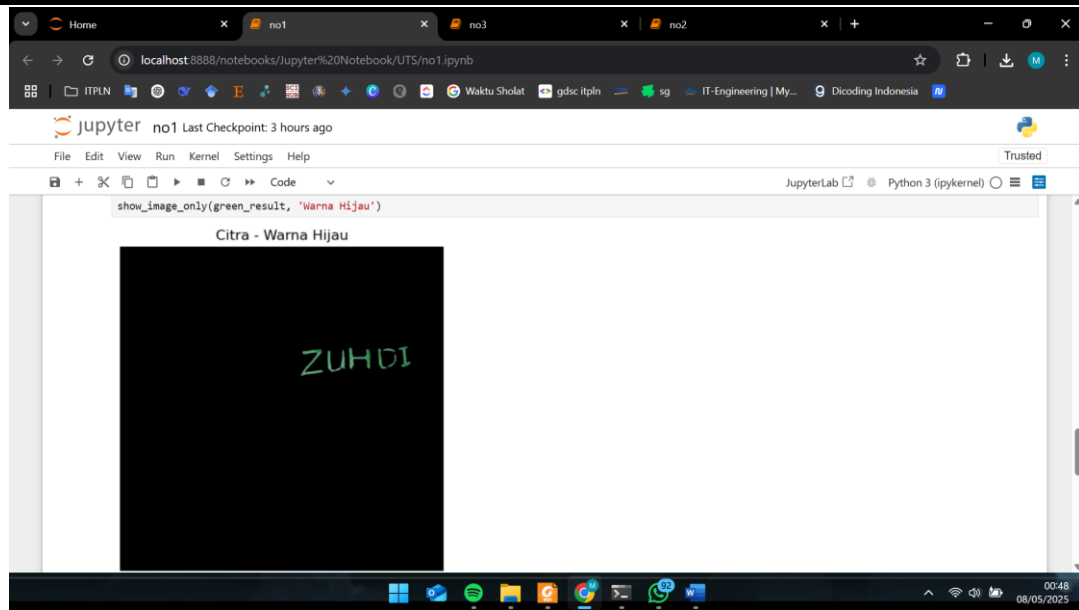 Home
no1
no3
no2
localhost:8888/notebooks/Jupyter%20Notebook/UTS/no1.ipynb
M
ITPLN
Waktu Sholat
gdsc itpln
sg
IT-Engineering | My...
Dicoding Indonesia
jupyter no1 Last Checkpoint: 3 hours ago
File Edit View Run Kernel Settings Help
Trusted
Code
JupyterLab
Python 3 (ipykernel)
show_image_only(green_result, 'Warna Hijau')
Citra - Warna Hijau
ZUHDI
92
00:48
08/05/2025